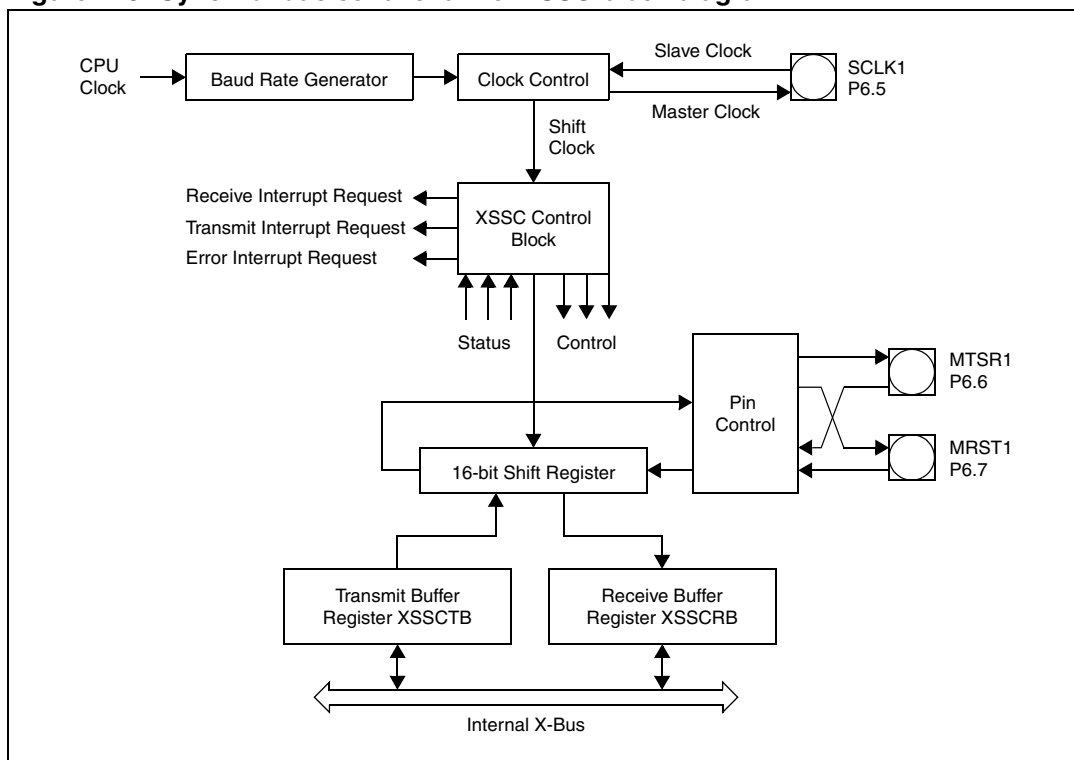 CPU
Clock
Baud Rate Generator
Clock Control
Slave Clock
Master Clock
SCLK1
P6.5
Shift
Clock
Receive Interrupt Request
Transmit Interrupt Request
Error Interrupt Request
XSSC Control
Block
Status
Control
Pin
Control
MTSR1
P6.6
MRST1
P6.7
16-bit Shift Register
Transmit Buffer
Register XSSCTB
Receive Buffer
Register XSSCRB
Internal X-Bus